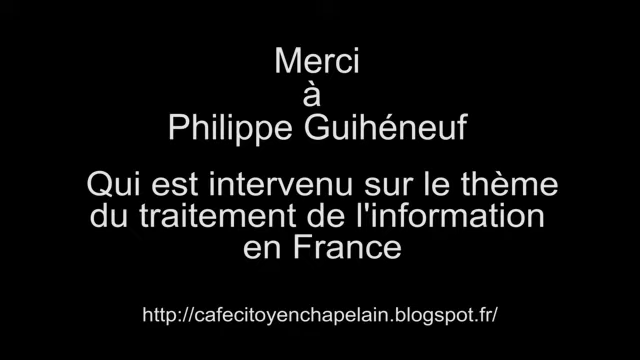 Merci
à
Philippe Guihéneuf
Qui est intervenu sur le thème
du traitement de l'information
en France
http://cafecitoyenchapelain.blogspot.fr/